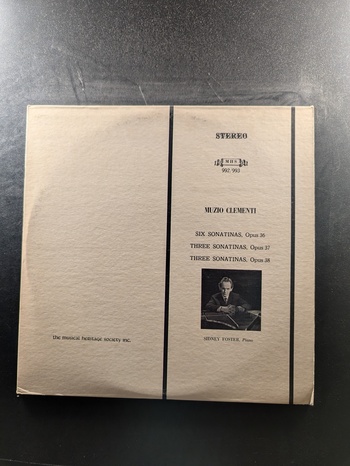 STEREO
M.H.S.
992/993
MUZIO CLEMENTI
SIX SONATINAS, Opus 36
THREE SONATINAS, Opus 37
THREE SONATINAS, Opus 38
SIDNEY FOSTER, Piano
the musical heritage society inc.